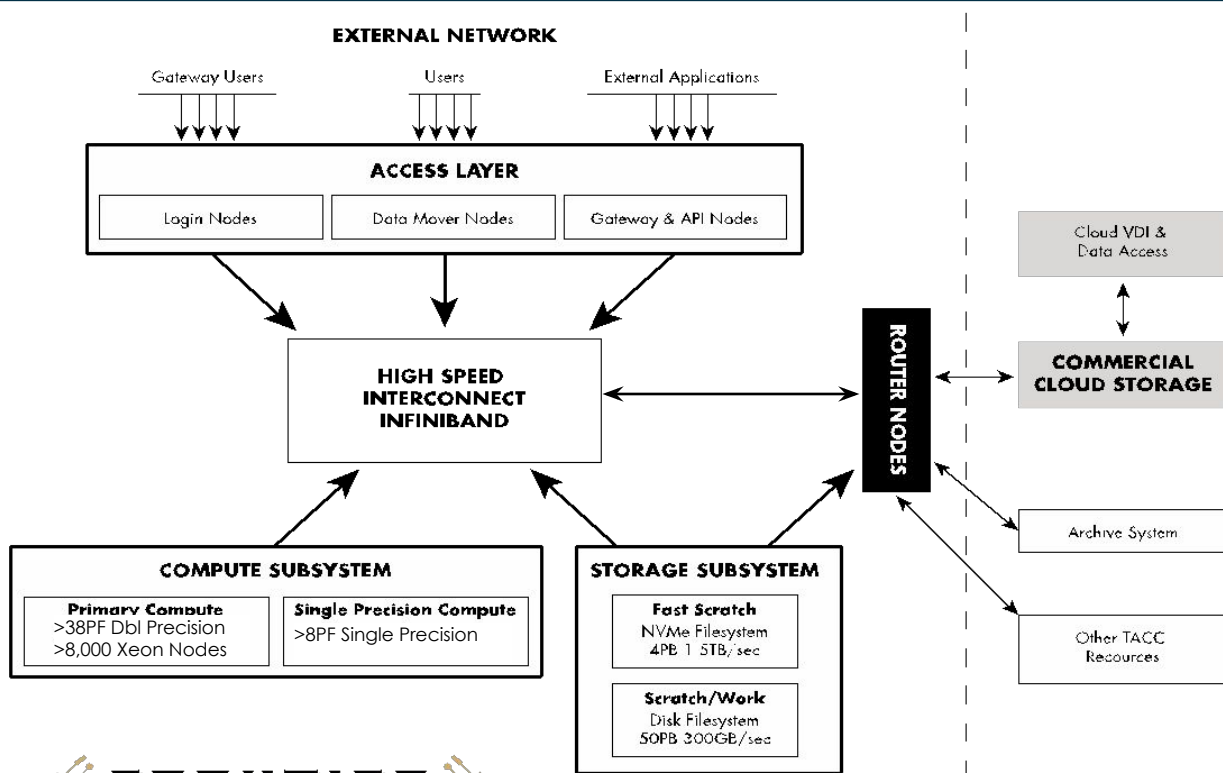 EXTERNAL NETWORK
Gateway Users
Users
External Applications
ACCESS LAYER
Login Nodes
Data Mover Nodes
Gateway & API Nodes
Cloud VDI &
Data Access
HIGH SPEED
INTERCONNECT
INFINIBAND
ROUTER NODES
COMMERCIAL
CLOUD STORAGE
Archive System
Other TACC
Recources
COMPUTE SUBSYSTEM
Primary Compute
>38PF Dbl Precision
>8,000 Xeon Nodes
Single Precision Compute
>8PF Single Precision
STORAGE SUBSYSTEM
Fast Scratch
NVMe Filesystem
4PB 1 5TB/sec
Scratch/Work
Disk Filesystem
50PB 300GB/sec